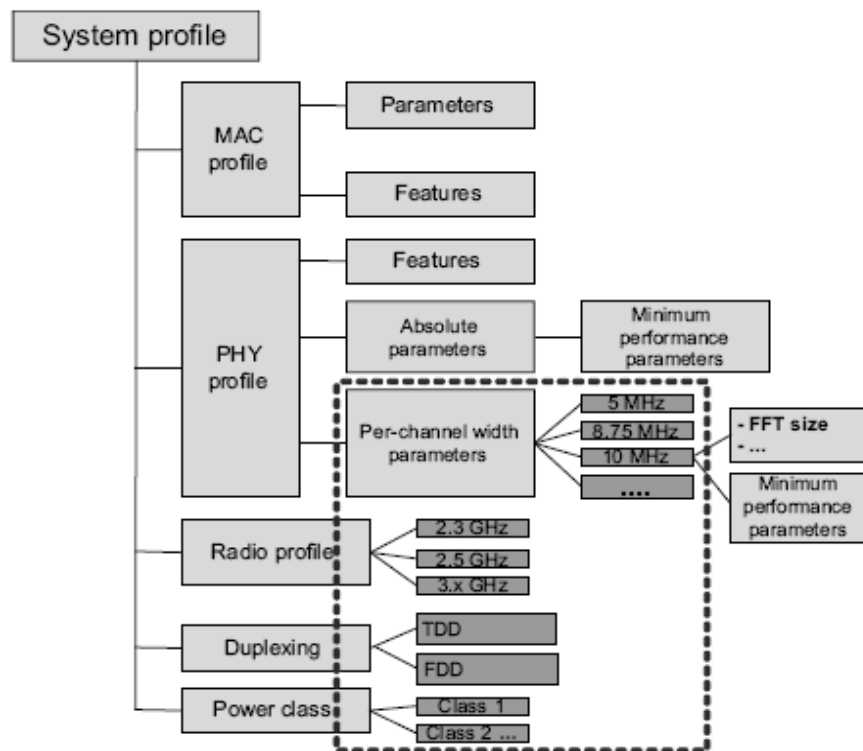 System profile
MAC
profile
Parameters
Features
PHY
profile
Features
Absolute
parameters
Minimum
performance
parameters
Per-channel width
parameters
5 MHz
8.75 MHz
10 MHz
....
- FFT size
- ...
Minimum
performance
parameters
Radio profile
2.3 GHz
2.5 GHz
3.x GHz
Duplexing
TDD
FDD
Power class
Class 1
Class 2 ...